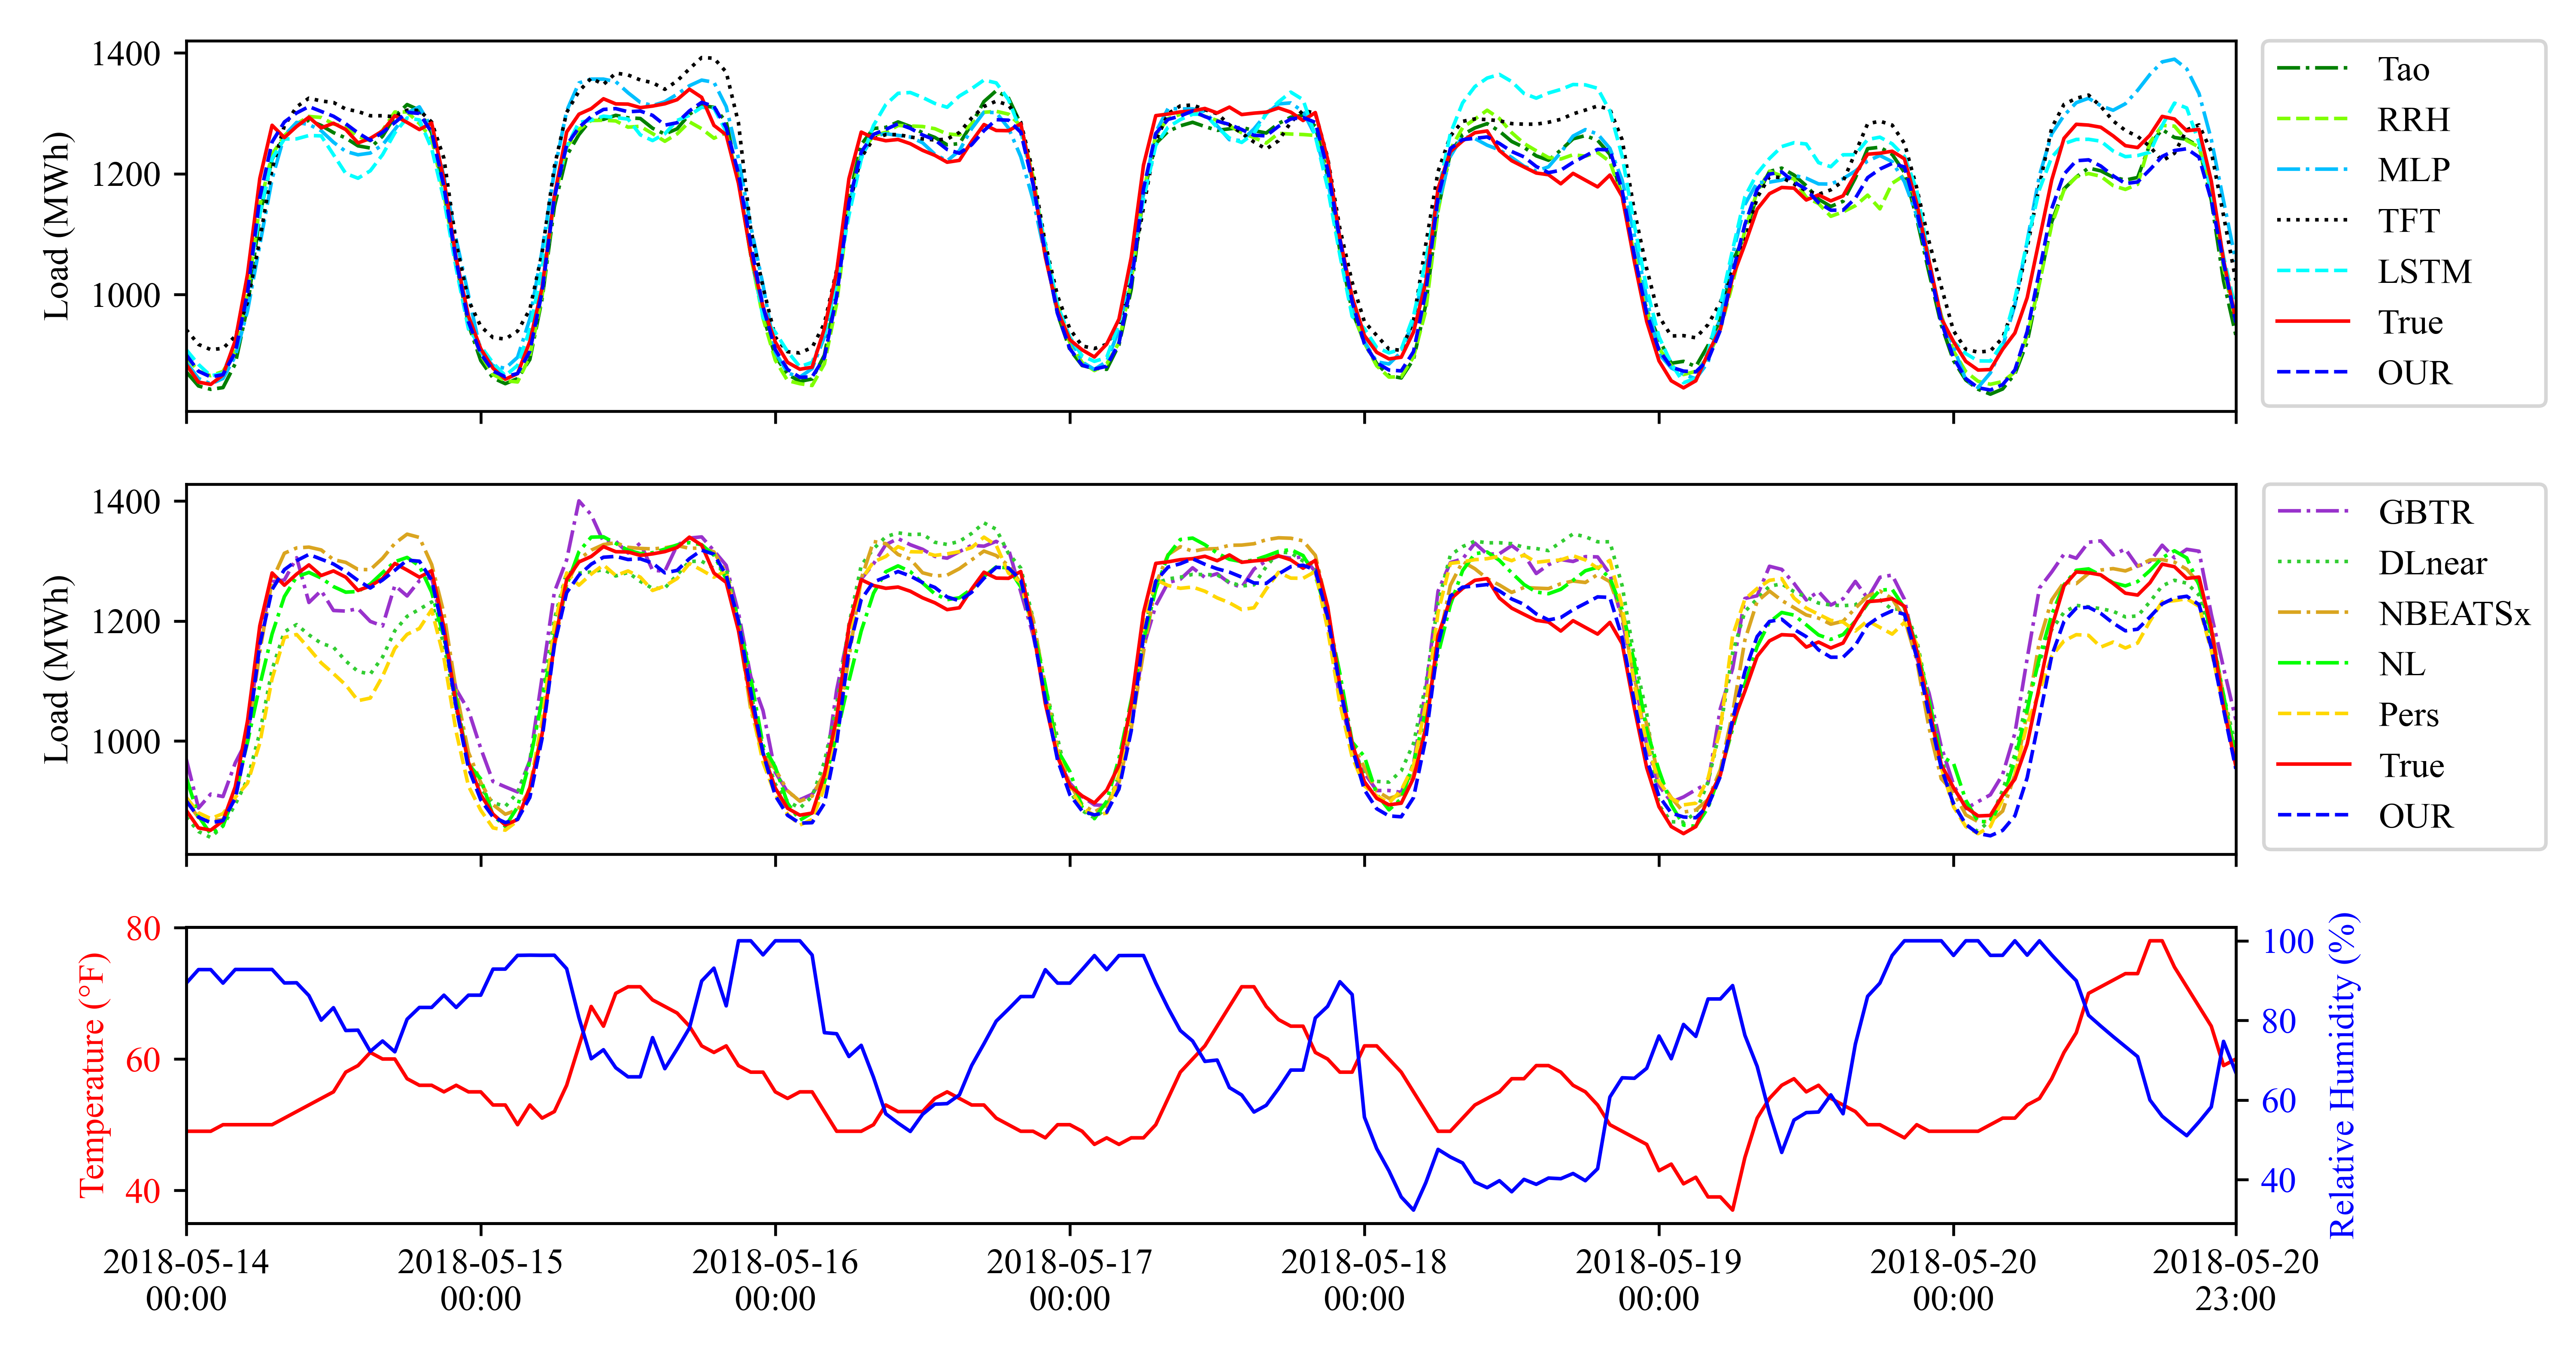 1400
1200
1000
Load (MWh)
Tao
RRH
MLP
TFT
LSTM
True
OUR
1400
1200
1000
Load (MWh)
GBTR
DLnear
NBEATSx
NL
Pers
True
OUR
80
60
40
Temperature (°F)
100
80
60
40
Relative Humidity (%)
2018-05-14
00:00
2018-05-15
00:00
2018-05-16
00:00
2018-05-17
00:00
2018-05-18
00:00
2018-05-19
00:00
2018-05-20
00:00
2018-05-20
23:00